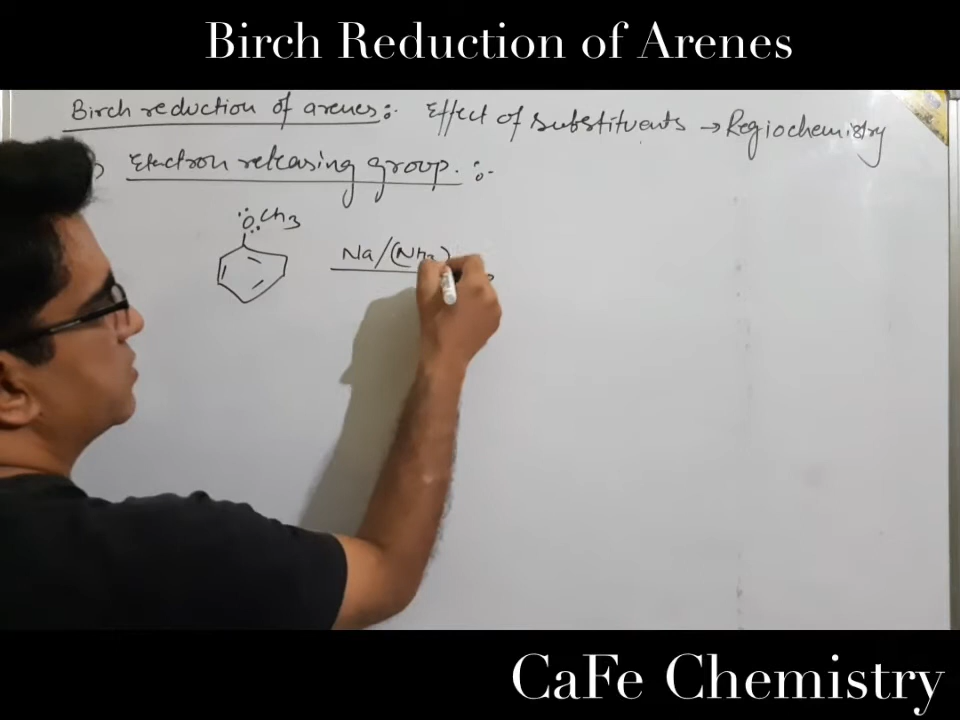 Birch Reduction of Arenes
Birch reduction of arenes:- Effect of substituents → Regiochemistry
Electron releasing group. :-
:ÖCH3
Na/(NH3)
CaFe Chemistry